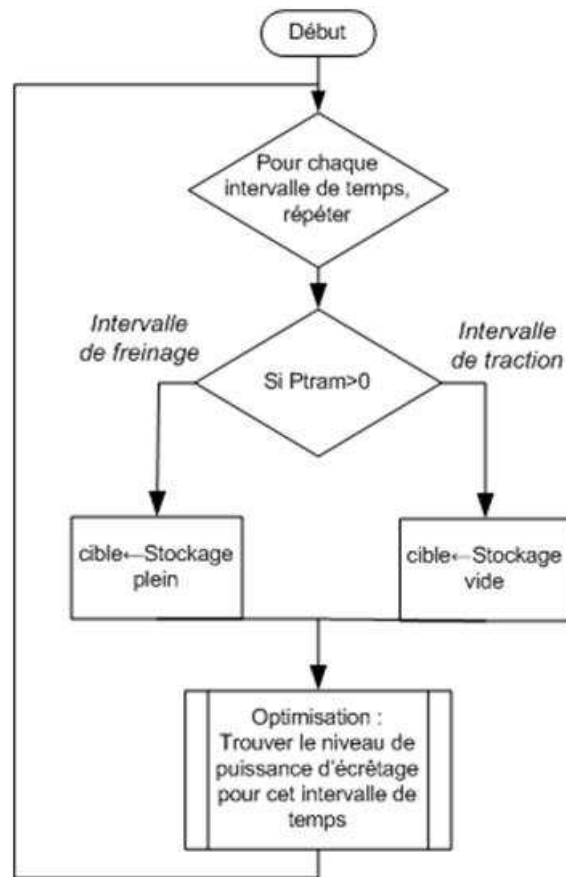 Début
Pour chaque
intervalle de temps,
répéter
Intervalle
de freinage
Si Ptram>0
Intervalle
de traction
cible←Stockage
plein
cible←Stockage
vide
Optimisation :
Trouver le niveau de
puissance d'écrêtage
pour cet intervalle de
temps